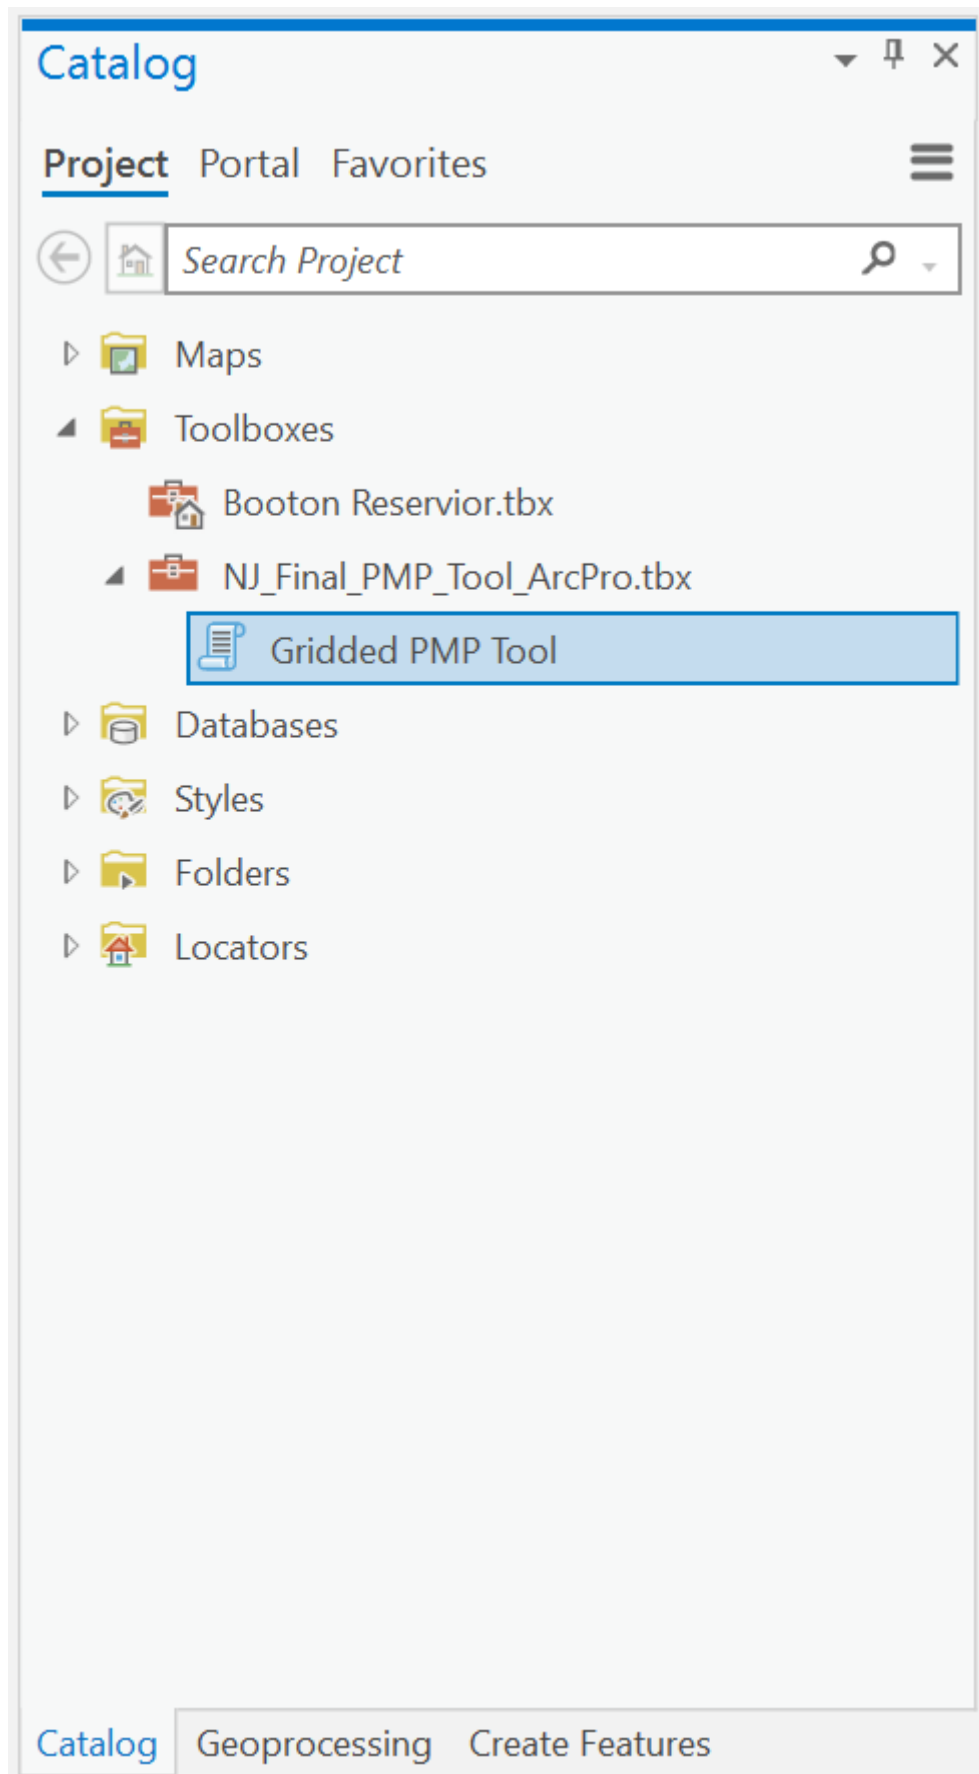 Catalog
Project Portal Favorites
Search Project
Maps
Toolboxes
Booton Reservior.tbx
NJ_Final_PMP_Tool_ArcPro.tbx
Gridded PMP Tool
Databases
Styles
Folders
Locators
Catalog Geoprocessing Create Features